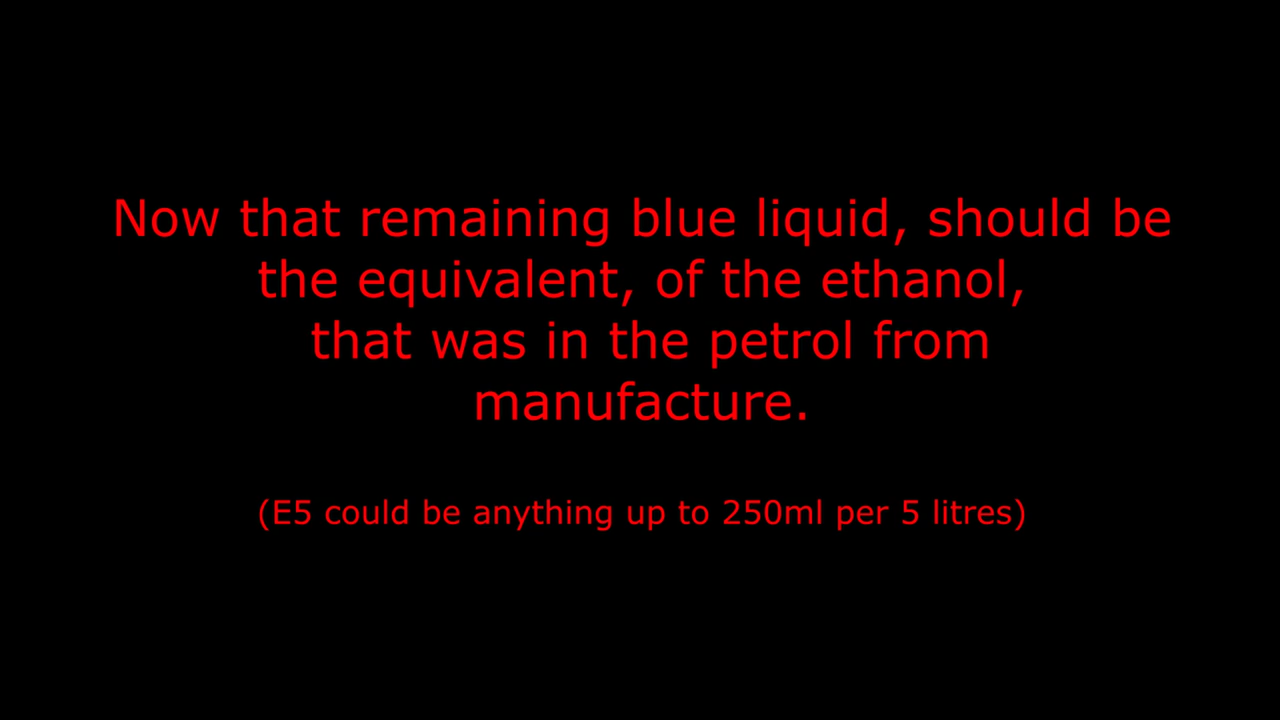 Now that remaining blue liquid, should be
the equivalent, of the ethanol,
that was in the petrol from
manufacture.
(E5 could be anything up to 250ml per 5 litres)